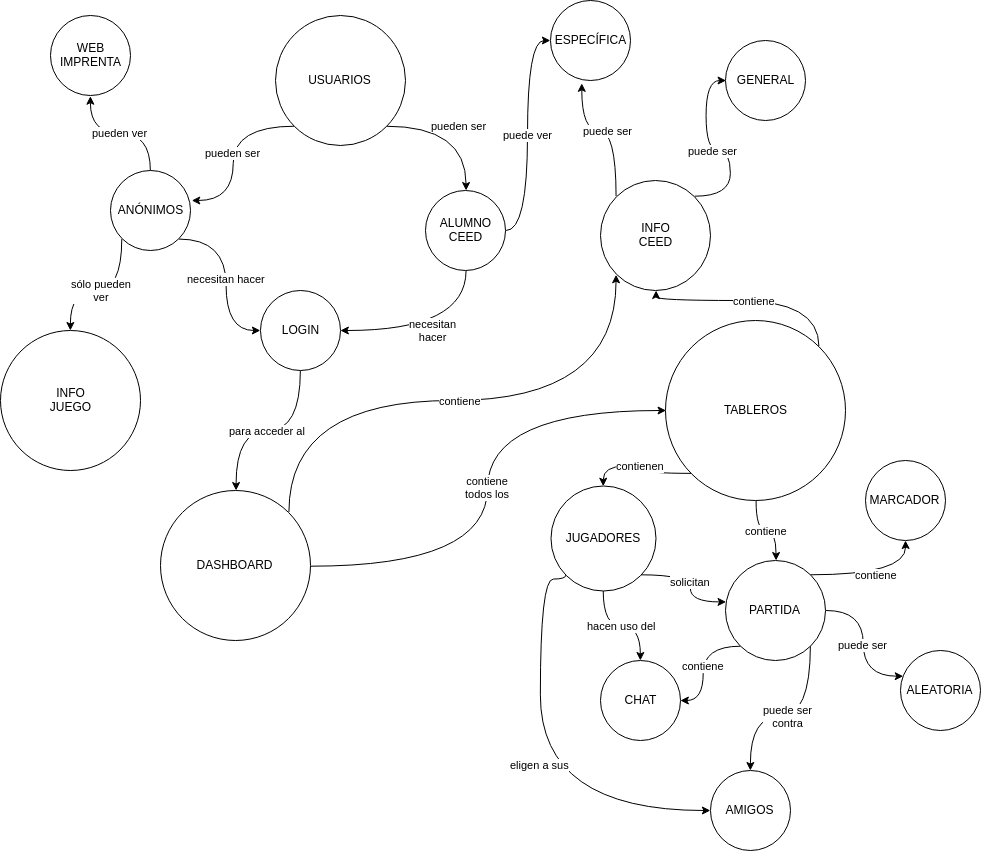 ESPECÍFICA
WEB
IMPRENTA
USUARIOS
GENERAL
pueden ver
pueden ser
pueden ser
puede ver
puede ser
puede ser
ANÓNIMOS
ALUMNO
CEED
INFO
CEED
sólo pueden
ver
necesitan hacer
LOGIN
necesitan
hacer
contiene
INFO
JUEGO
contiene
TABLEROS
para acceder al
contiene
todos los
contienen
MARCADOR
DASHBOARD
JUGADORES
contiene
solicitan
contiene
PARTIDA
hacen uso del
puede ser
contiene
CHAT
ALEATORIA
puede ser
contra
eligen a sus
AMIGOS